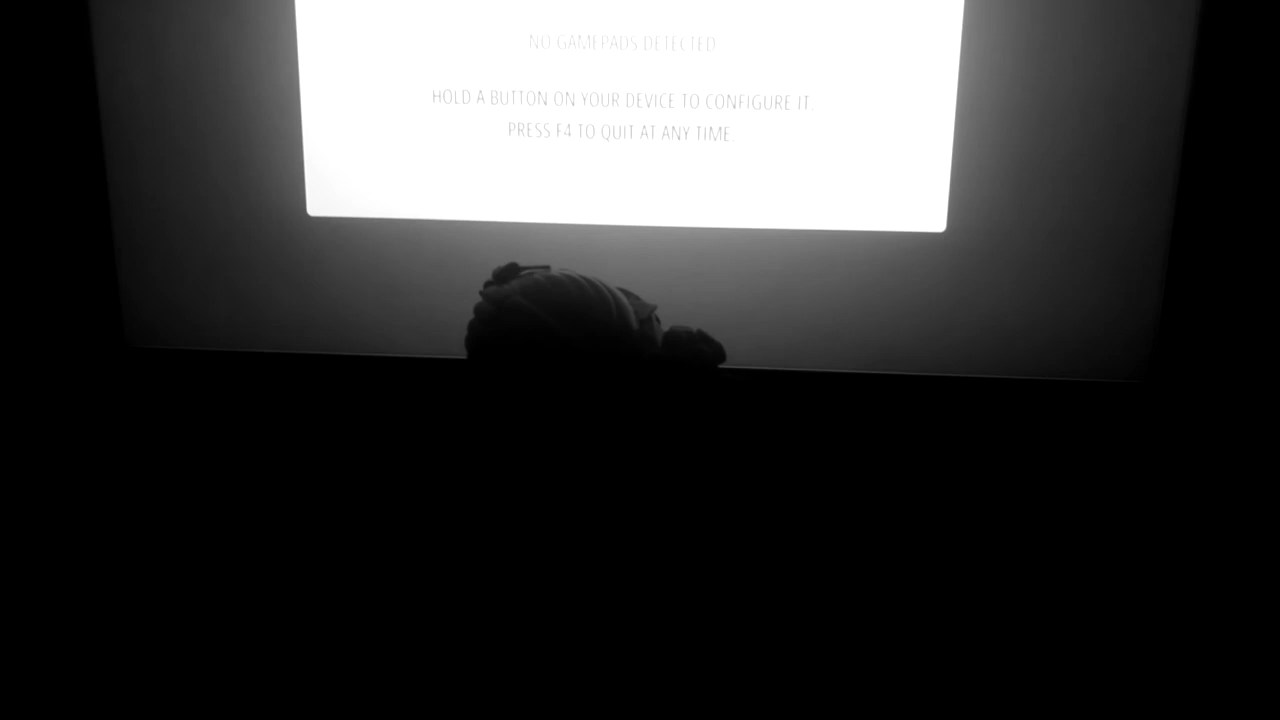 NO GAMEPADS DETECTED
HOLD A BUTTON ON YOUR DEVICE TO CONFIGURE IT.
PRESS F4 TO QUIT AT ANY TIME.